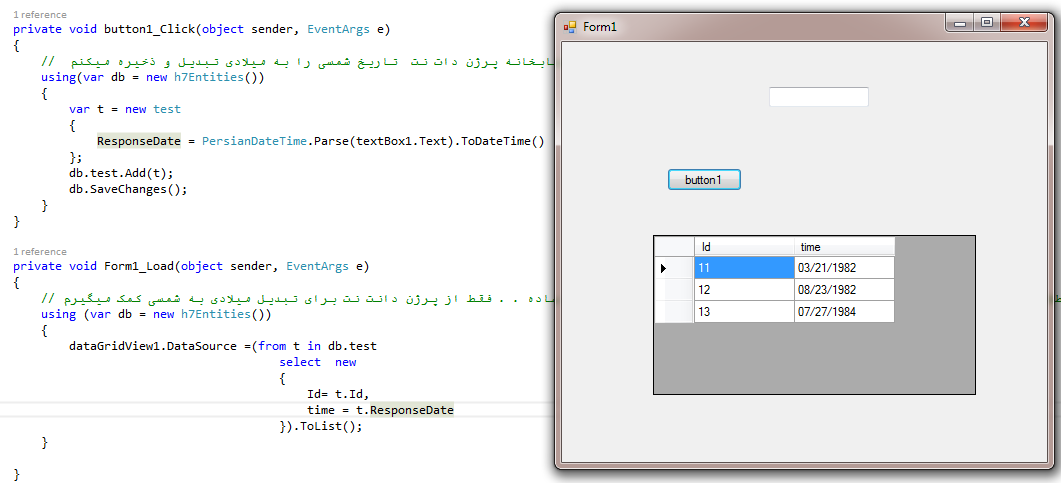 1 reference
private void button1_Click(object sender, EventArgs e)
{
// ابخانه پرژن دات نت تاریخ شمسی را به میلادی تبدیل و ذخیره میکنم
using(var db = new h7Entities())
{
var t = new test
{
ResponseDate = PersianDateTime.Parse(textBox1.Text).ToDateTime()
};
db.test.Add(t);
db.SaveChanges();
}
}
1 reference
private void Form1_Load(object sender, EventArgs e)
{
// اده . . فقط از پرژن دانت نت برای تبدیل میلادی به شمسی کمک میگیرم
using (var db = new h7Entities())
{
dataGridView1.DataSource =(from t in db.test
select new
{
Id= t.Id,
time = t.ResponseDate
}).ToList();
}
}
Form1
button1
Id time
11 03/21/1982
12 08/23/1982
13 07/27/1984